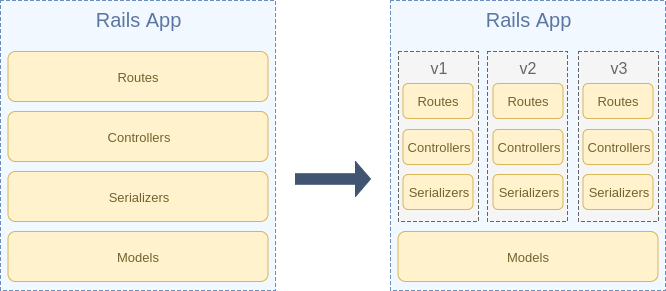 Rails App
Routes
Controllers
Serializers
Models
Rails App
v1
Routes
Controllers
Serializers
v2
Routes
Controllers
Serializers
v3
Routes
Controllers
Serializers
Models